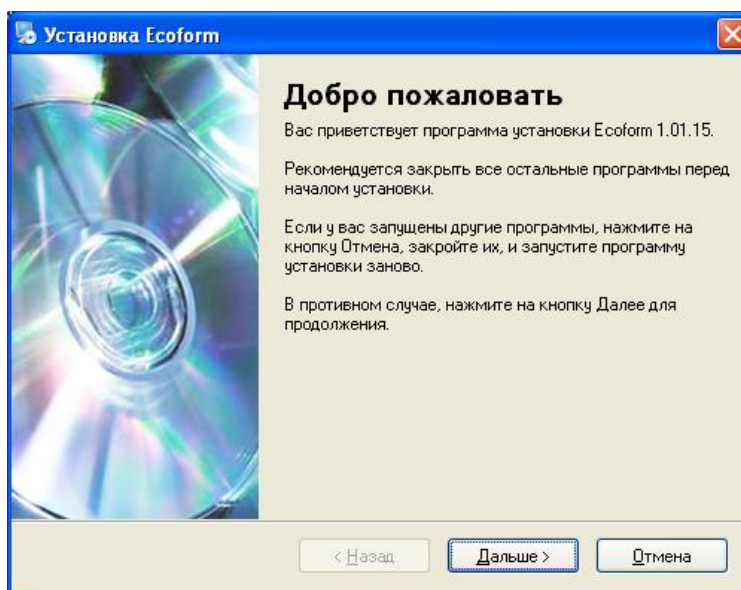 Установка Ecoform
Добро пожаловать
Вас приветствует программа установки Ecoform 1.01.15.
Рекомендуется закрыть все остальные программы перед
началом установки.
Если у вас запущены другие программы, нажмите на
кнопку Отмена, закройте их, и запустите программу
установки заново.
В противном случае, нажмите на кнопку Далее для
продолжения.
< Назад
Дальше >
Отмена